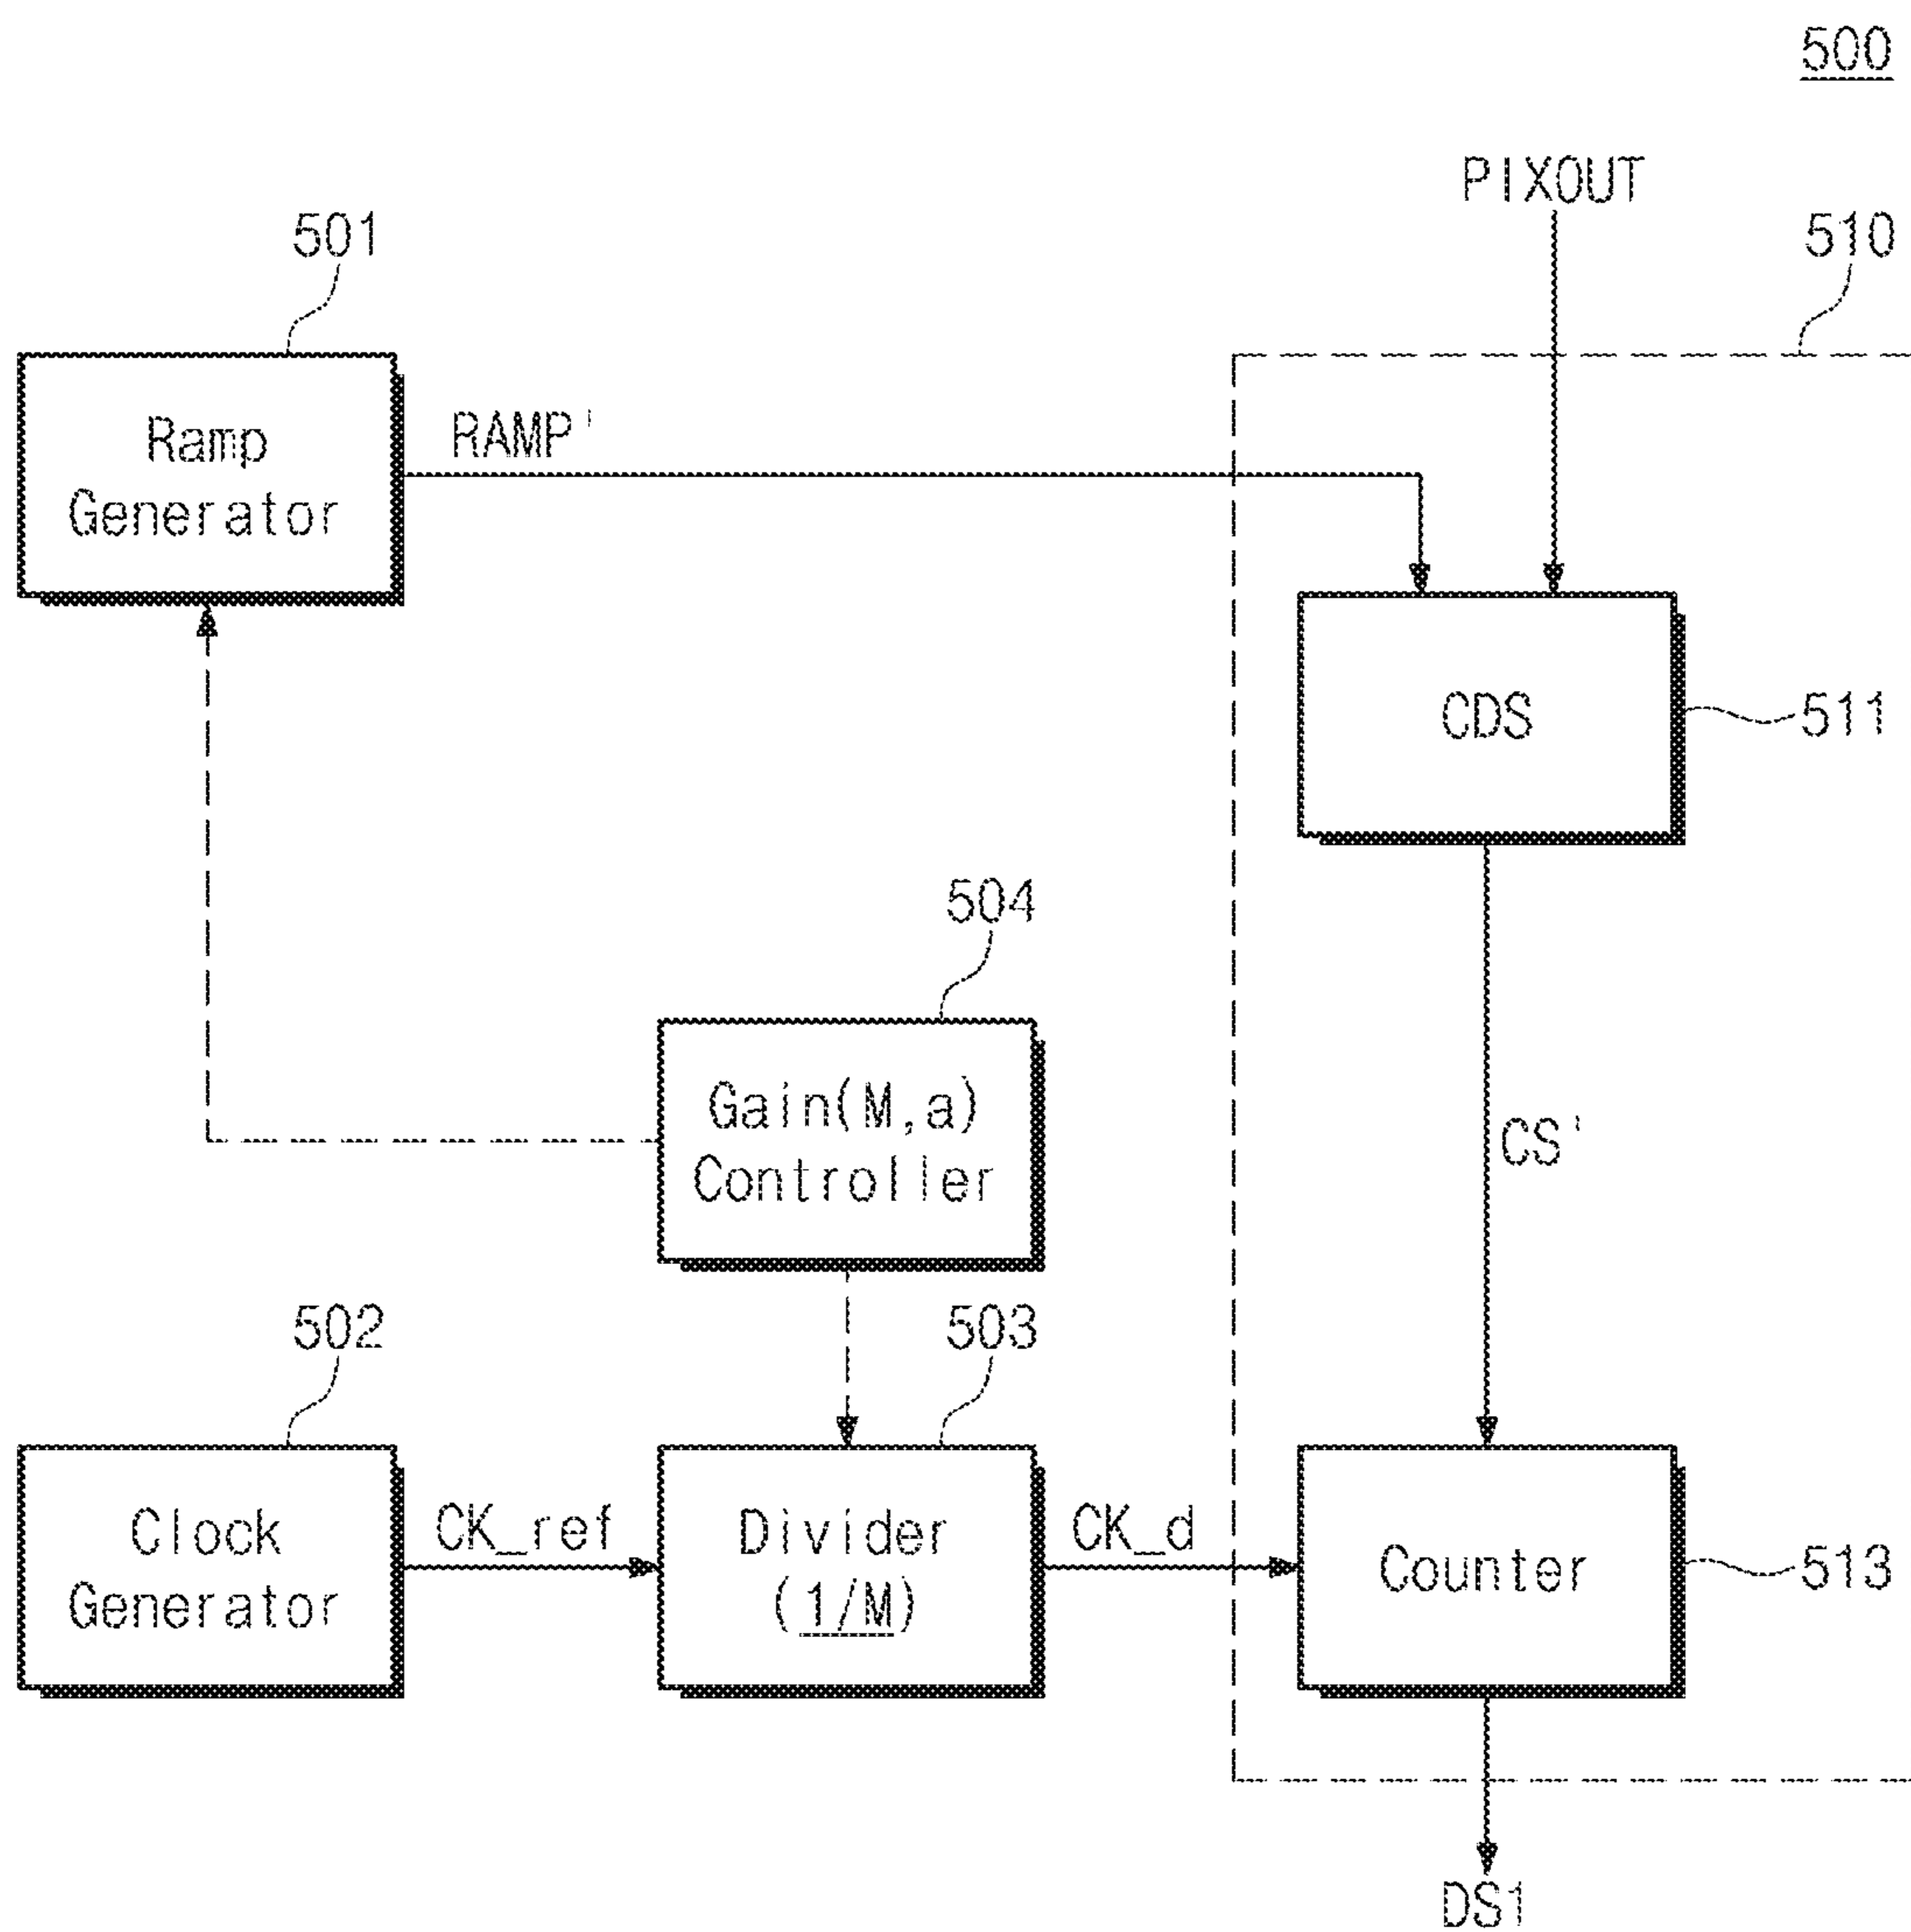 500
PIXOUT
501
510
Ramp
Generator
RAMP'
CDS
511
504
Gain(M,a)
Controller
CS'
502
503
Clock
Generator
CK_ref
Divider
(1/M)
CK_d
Counter
513
DS1